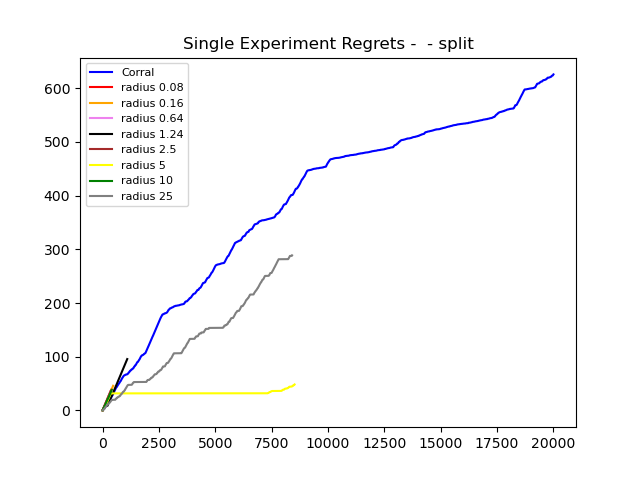 Single Experiment Regrets -  - split
Corral
radius 0.08
radius 0.16
radius 0.64
radius 1.24
radius 2.5
radius 5
radius 10
radius 25
600
500
400
300
200
100
0
0 2500 5000 7500 10000 12500 15000 17500 20000